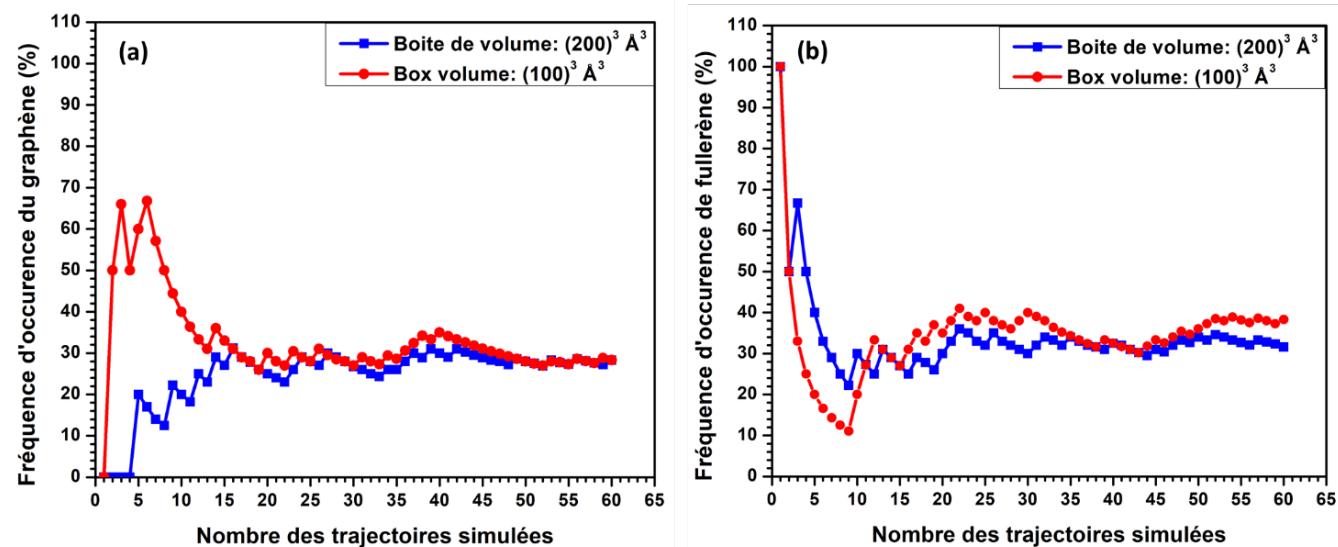 (a)
Boite de volume: (200)³ Å³
Box volume: (100)³ Å³
Fréquence d'occurence du graphène (%)
110
100
90
80
70
60
50
40
30
20
10
0
0 5 10 15 20 25 30 35 40 45 50 55 60 65
Nombre des trajectoires simulées
(b)
Boite de volume: (200)³ Å³
Box volume: (100)³ Å³
Fréquence d'occurence de fullerène (%)
110
100
90
80
70
60
50
40
30
20
10
0
0 5 10 15 20 25 30 35 40 45 50 55 60 65
Nombre des trajectoires simulées